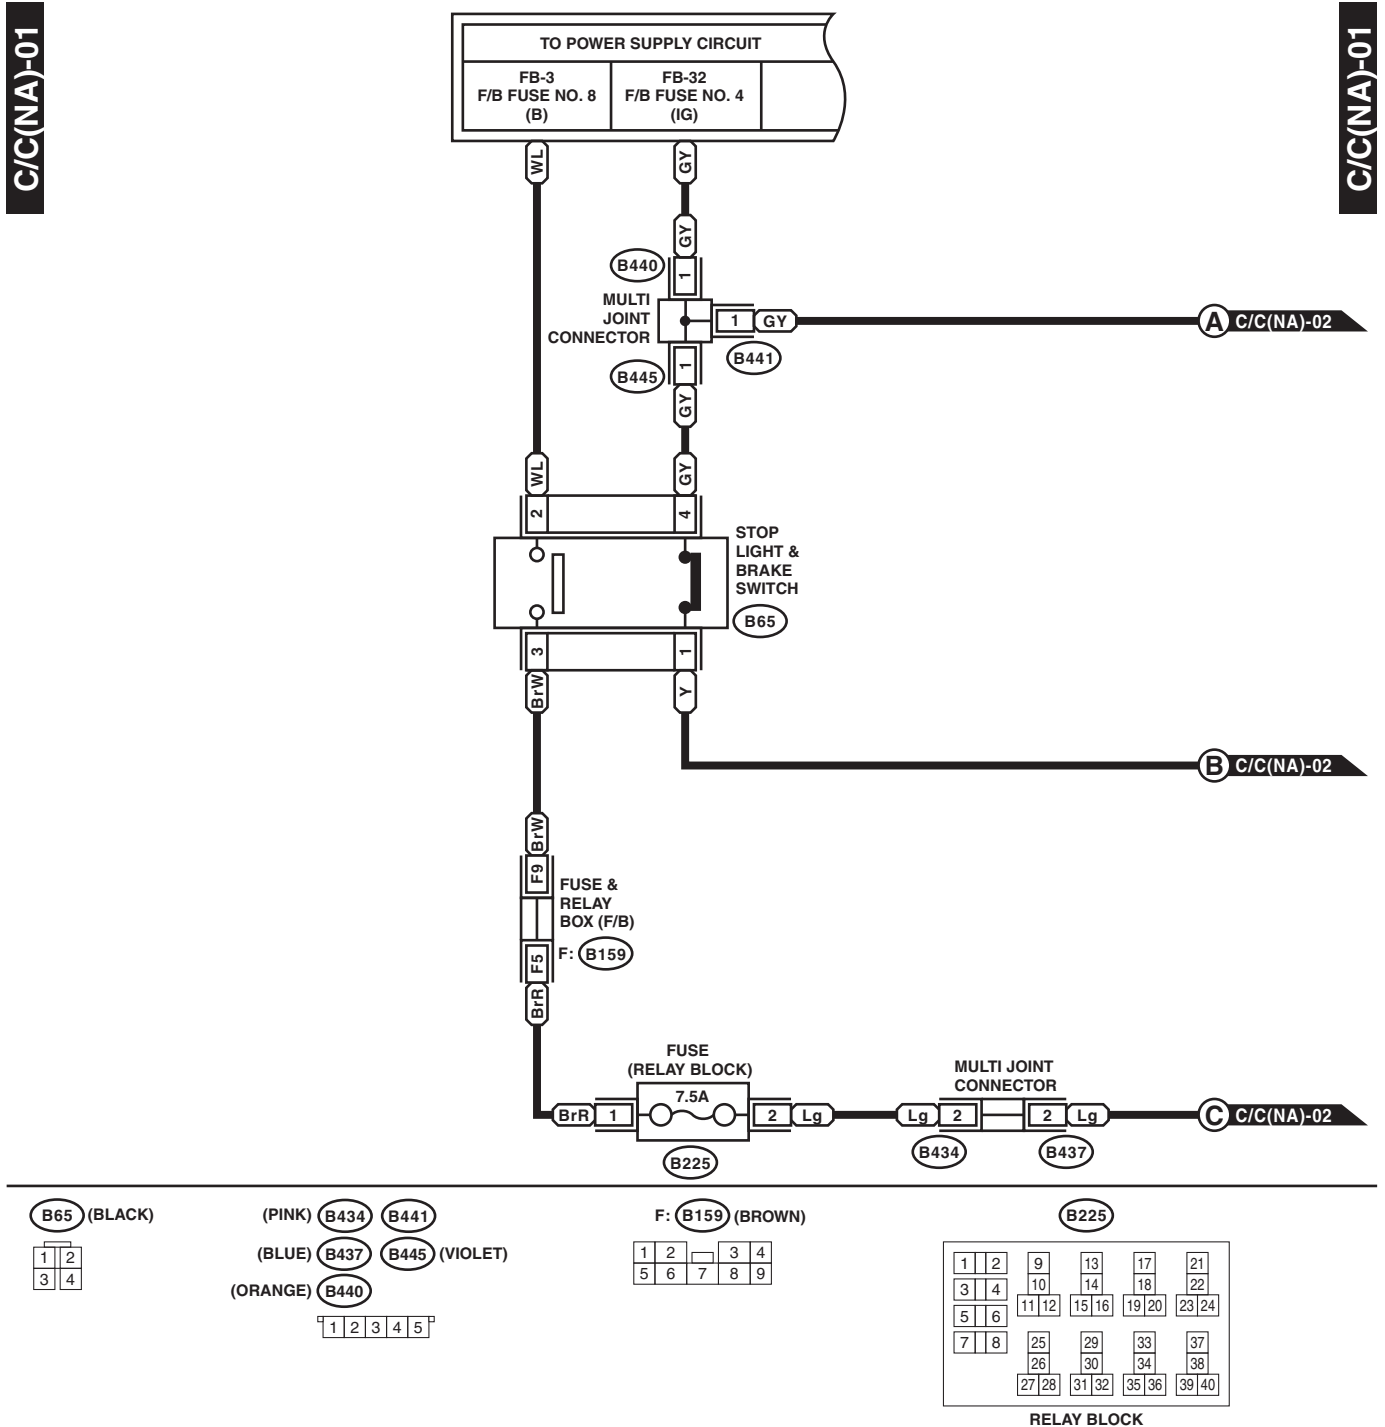 C/C(NA)-01
C/C(NA)-01
TO POWER SUPPLY CIRCUIT
FB-3
F/B FUSE NO. 8
(B)
FB-32
F/B FUSE NO. 4
(IG)
WL
GY
GY
B440
1
MULTI
JOINT
CONNECTOR
1
GY
A
C/C(NA)-02
B441
B445
1
GY
WL
GY
2
4
STOP
LIGHT &
BRAKE
SWITCH
B65
3
1
BrW
Y
B
C/C(NA)-02
BrW
F9
FUSE &
RELAY
BOX (F/B)
F: B159
F5
BrR
FUSE
(RELAY BLOCK)
7.5A
BrR
1
2
Lg
B225
MULTI JOINT
CONNECTOR
Lg
2
2
Lg
B434
B437
C
C/C(NA)-02
B65 (BLACK)
1 2
3 4
(PINK) B434 B441
(BLUE) B437 B445 (VIOLET)
(ORANGE) B440
1 2 3 4 5
F: B159 (BROWN)
1 2 3 4
5 6 7 8 9
B225
1 2 9 13 17 21
3 4 10 14 18 22
11 12 15 16 19 20 23 24
5 6
7 8 25 29 33 37
26 30 34 38
27 28 31 32 35 36 39 40
RELAY BLOCK